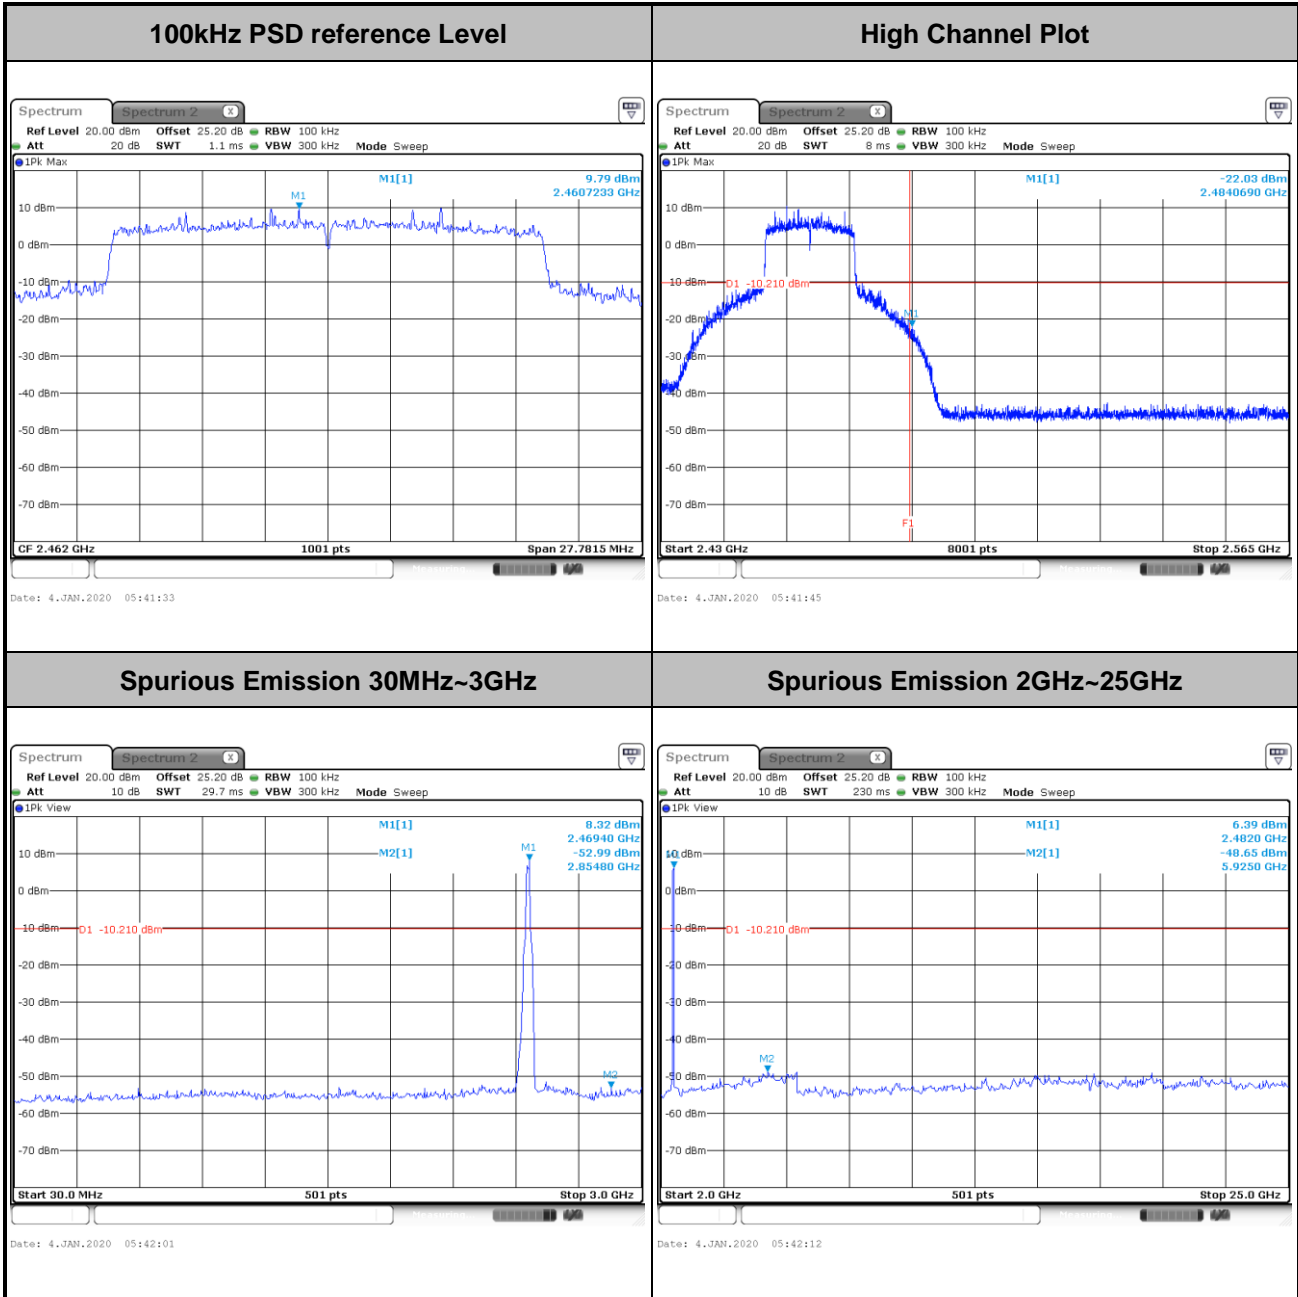 100kHz PSD reference Level
High Channel Plot
Spectrum Spectrum 2 X
Ref Level 20.00 dBm Offset 25.20 dB RBW 100 kHz
Att 20 dB SWT 1.1 ms VBW 300 kHz Mode Sweep
1Pk Max
M1[1] 9.79 dBm
2.4607233 GHz
M1
10 dBm
0 dBm
-10 dBm
-20 dBm
-30 dBm
-40 dBm
-50 dBm
-60 dBm
-70 dBm
CF 2.462 GHz 1001 pts Span 27.7815 MHz
Date: 4.JAN.2020 05:41:33
Spectrum Spectrum 2 X
Ref Level 20.00 dBm Offset 25.20 dB RBW 100 kHz
Att 20 dB SWT 8 ms VBW 300 kHz Mode Sweep
1Pk Max
M1[1] -22.03 dBm
2.4840690 GHz
10 dBm
0 dBm
-10 dBm D1 -10.210 dBm
-20 dBm
M1
-30 dBm
-40 dBm
-50 dBm
-60 dBm
-70 dBm
F1
Start 2.43 GHz 8001 pts Stop 2.565 GHz
Measuring
Date: 4.JAN.2020 05:41:45
Spurious Emission 30MHz~3GHz
Spurious Emission 2GHz~25GHz
Spectrum Spectrum 2 X
Ref Level 20.00 dBm Offset 25.20 dB RBW 100 kHz
Att 10 dB SWT 29.7 ms VBW 300 kHz Mode Sweep
1Pk View
M1[1] 8.32 dBm
2.46940 GHz
M2[1] -52.99 dBm
2.85480 GHz
M1
10 dBm
0 dBm
-10 dBm D1 -10.210 dBm
-20 dBm
-30 dBm
-40 dBm
-50 dBm
M2
-60 dBm
-70 dBm
Start 30.0 MHz 501 pts Stop 3.0 GHz
Date: 4.JAN.2020 05:42:01
Spectrum Spectrum 2 X
Ref Level 20.00 dBm Offset 25.20 dB RBW 100 kHz
Att 10 dB SWT 230 ms VBW 300 kHz Mode Sweep
1Pk View
M1[1] 6.39 dBm
2.4820 GHz
M2[1] -48.65 dBm
5.9250 GHz
10 dBm
0 dBm
-10 dBm D1 -10.210 dBm
-20 dBm
-30 dBm
-40 dBm
M2
-50 dBm
-60 dBm
-70 dBm
Start 2.0 GHz 501 pts Stop 25.0 GHz
Date: 4.JAN.2020 05:42:12